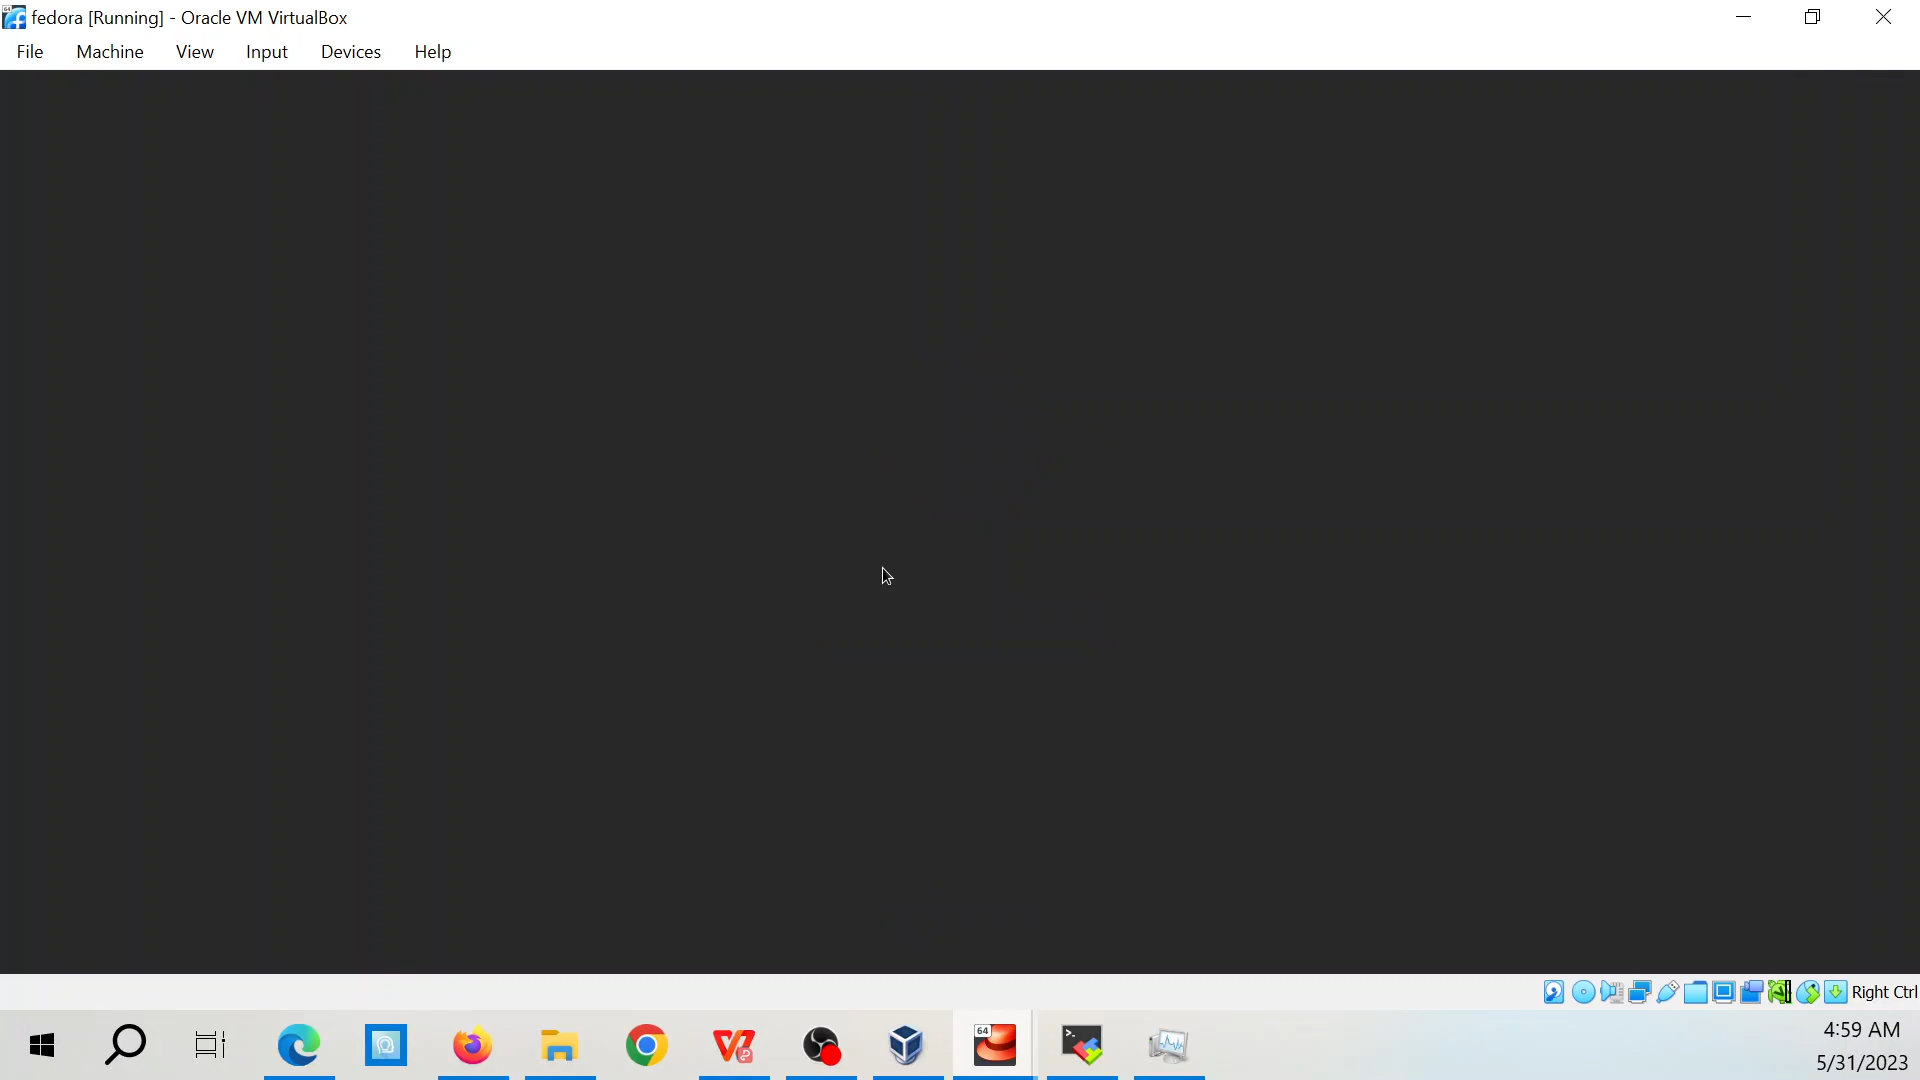 fedora [Running] - Oracle VM VirtualBox
File Machine View Input Devices Help
Right Ctrl
64
4:59 AM
5/31/2023